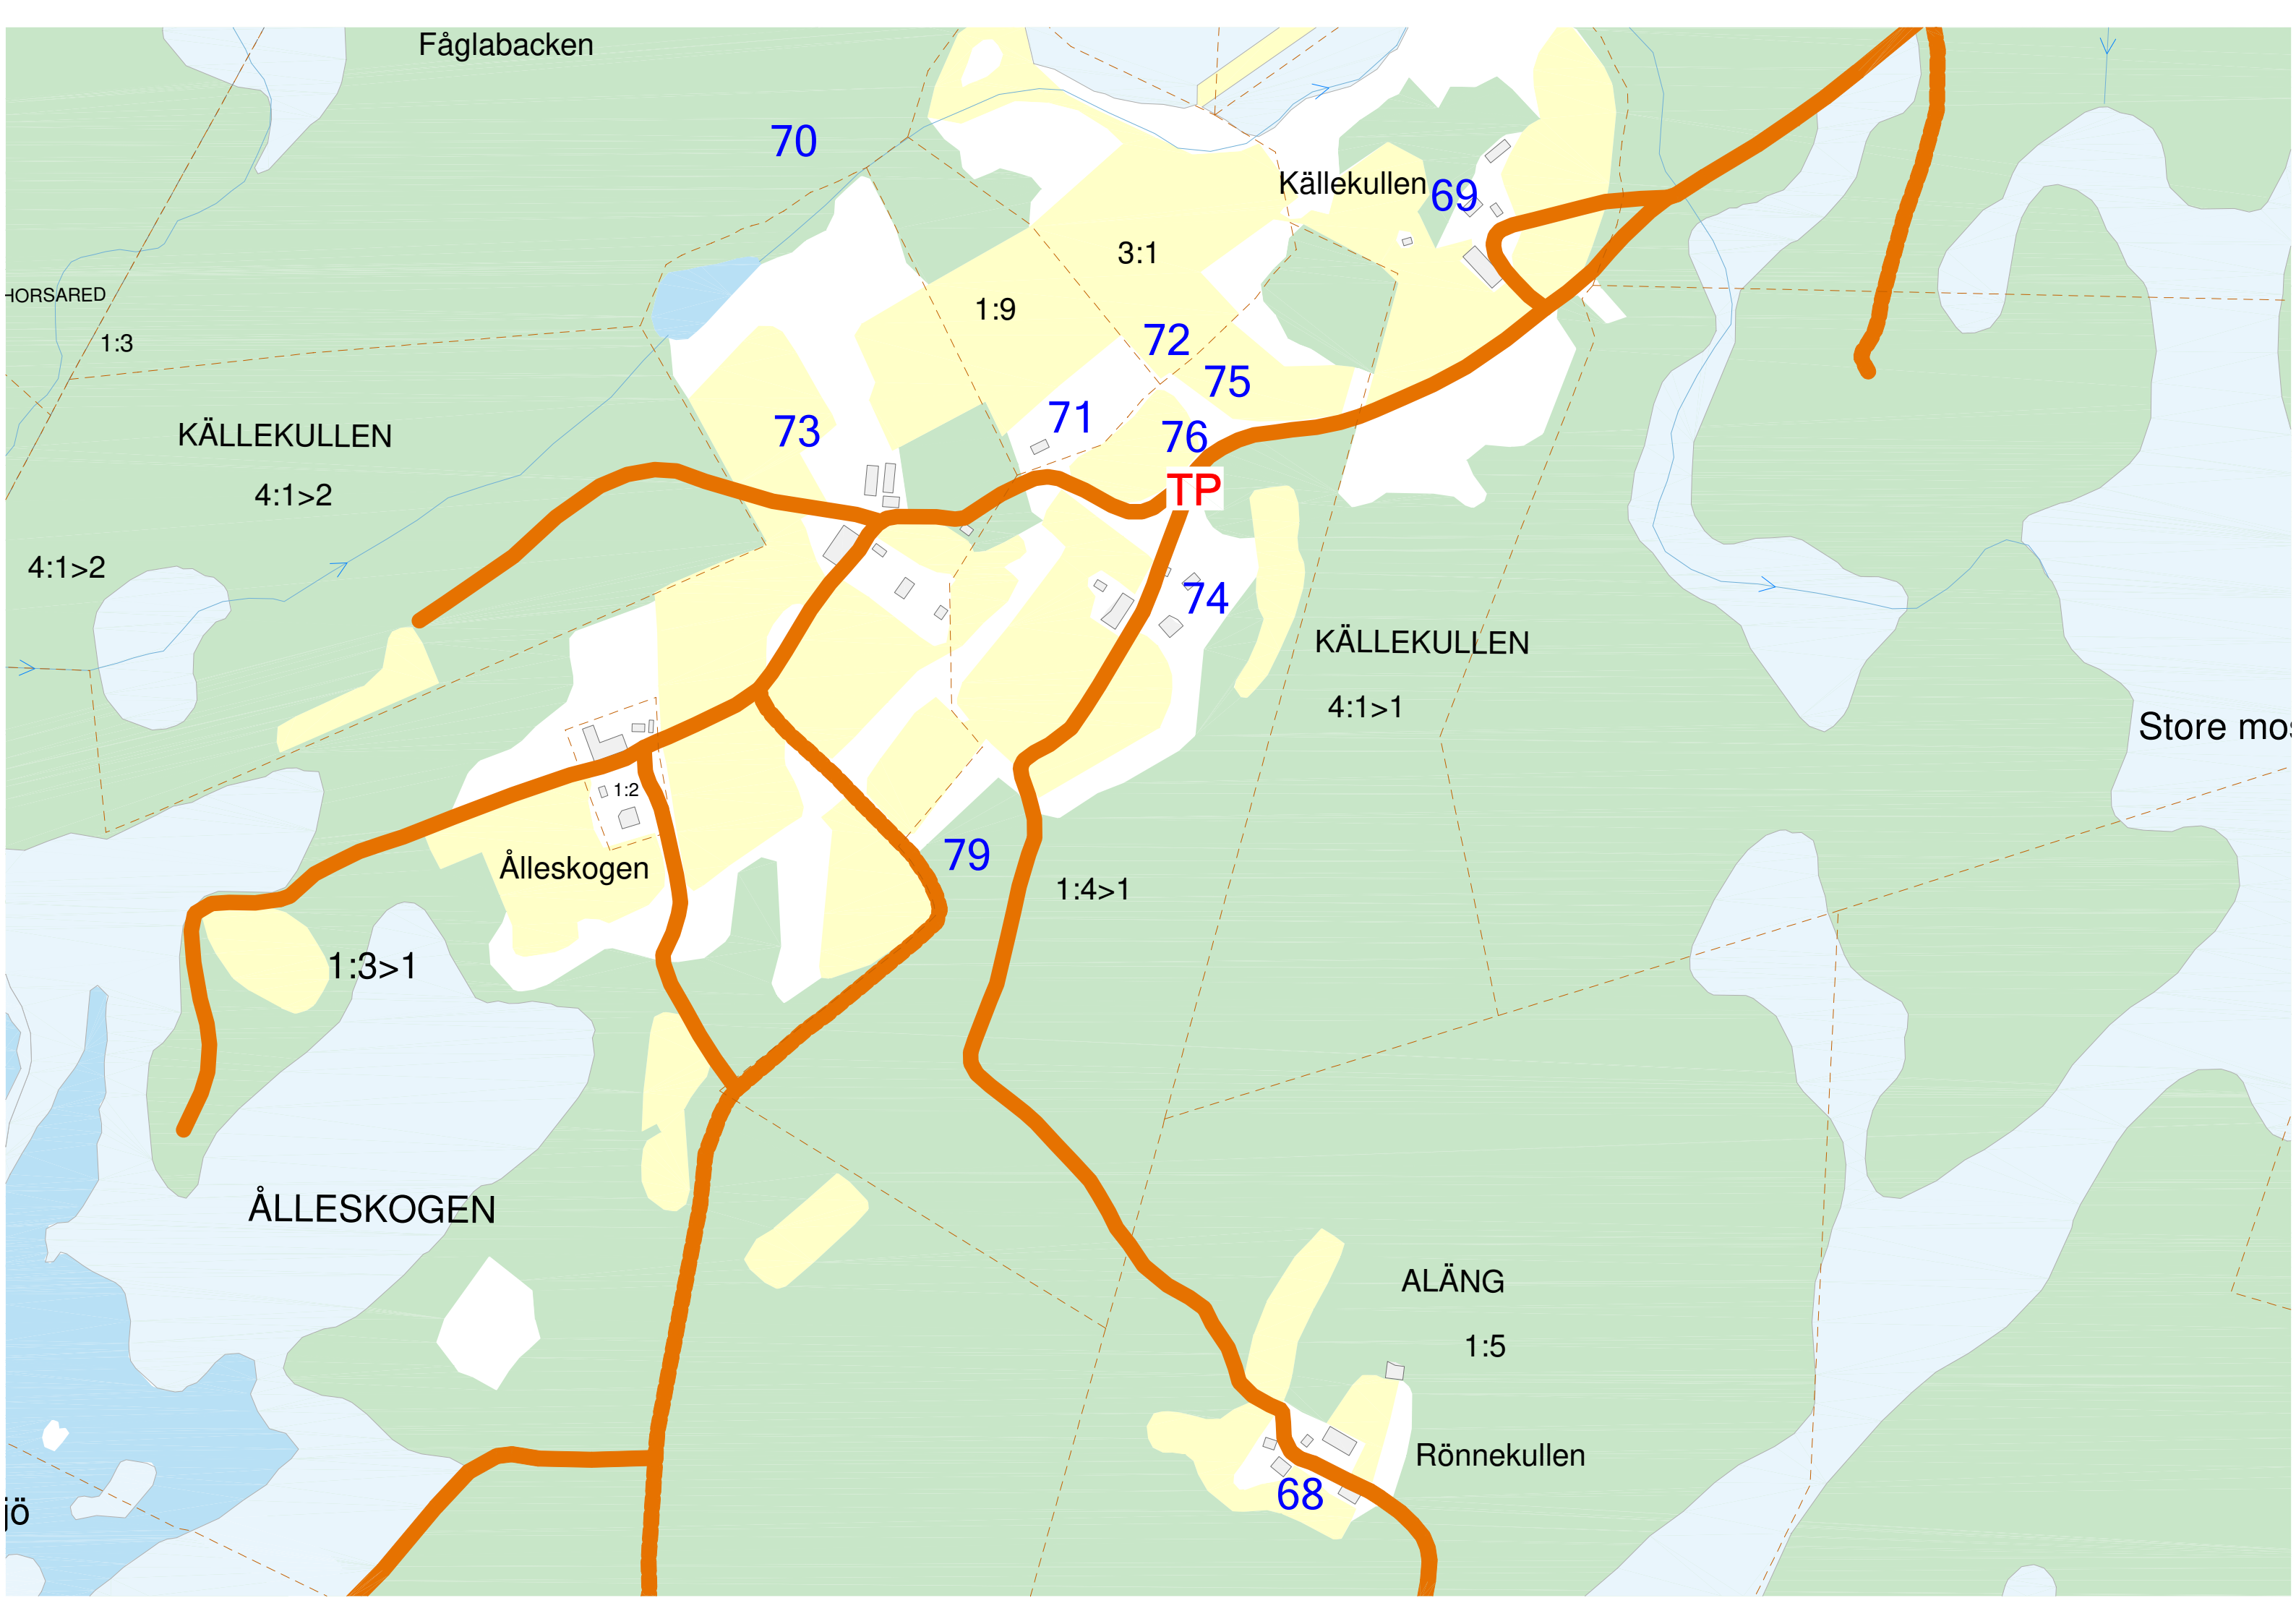 Fåglabacken
70
Källekullen
69
3:1
HORSARED
1:9
1:3
72
75
71
73
KÄLLEKULLEN
76
4:1>2
TP
4:1>2
74
KÄLLEKULLEN
4:1>1
Store mos
1:2
79
Ålleskogen
1:4>1
1:3>1
ÅLLESKOGEN
ALÄNG
1:5
Rönnekullen
68
jö